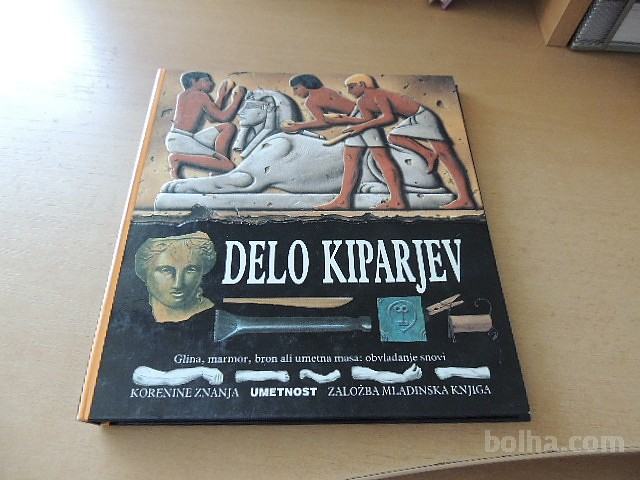 DELO KIPARJEV
Glina, marmor, bron ali umetna masa: obvladanje snovi
KORENINE ZNANJA UMETNOST ZALOŽBA MLADINSKA KNJIGA
bolha.com